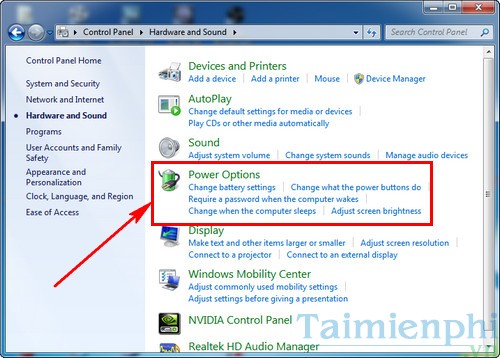 Control Panel
Hardware and Sound
Search Control Panel
Control Panel Home
System and Security
Network and Internet
Hardware and Sound
Programs
User Accounts and Family
Safety
Appearance and
Personalization
Clock, Language, and Region
Ease of Access
Devices and Printers
Add a device Add a printer Mouse Device Manager
AutoPlay
Change default settings for media or devices
Play CDs or other media automatically
Sound
Adjust system volume Change system sounds Manage audio devices
Power Options
Change battery settings Change what the power buttons do
Require a password when the computer wakes
Change when the computer sleeps Adjust screen brightness
Display
Make text and other items larger or smaller Adjust screen resolution
Connect to a projector Connect to an external display
Windows Mobility Center
Adjust commonly used mobility settings
Adjust settings before giving a presentation
NVIDIA Control Panel
Realtek HD Audio Manager
Taimienphi